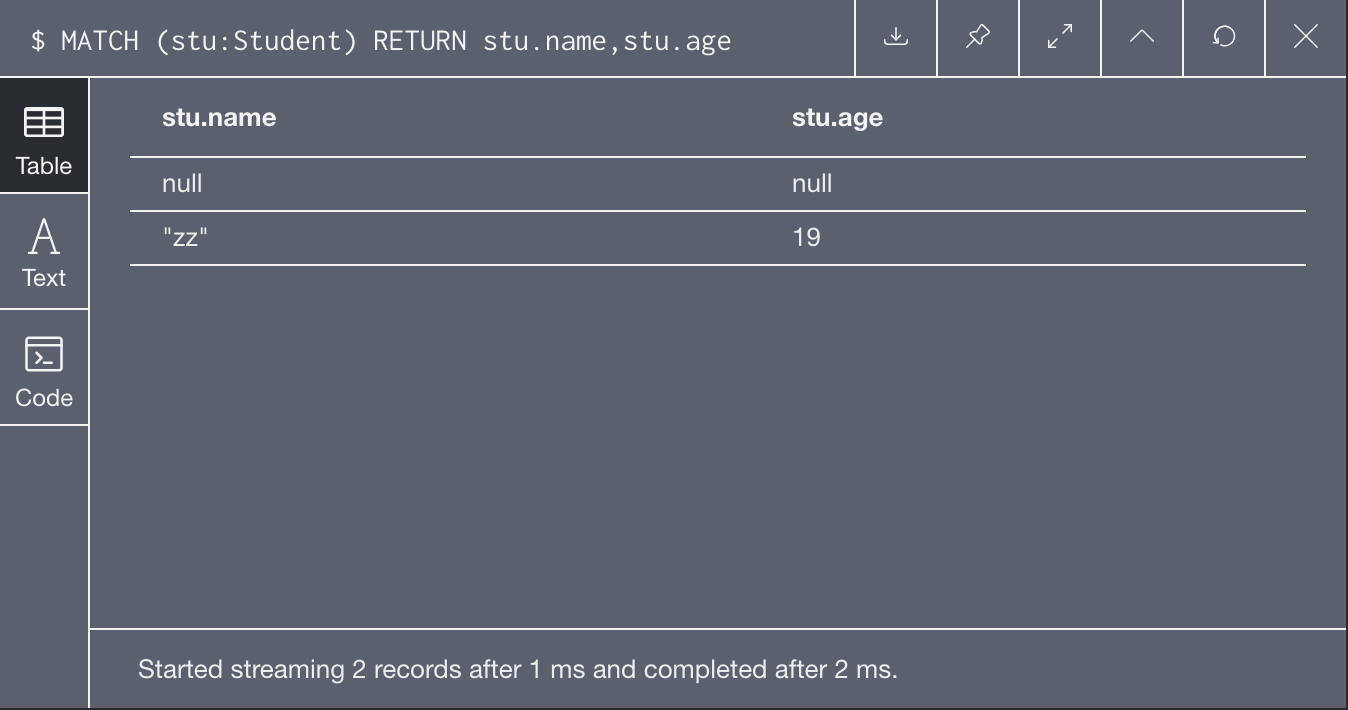 $ MATCH (stu:Student) RETURN stu.name,stu.age
Table
Text
Code
stu.name stu.age
null null
"zz" 19
Started streaming 2 records after 1 ms and completed after 2 ms.